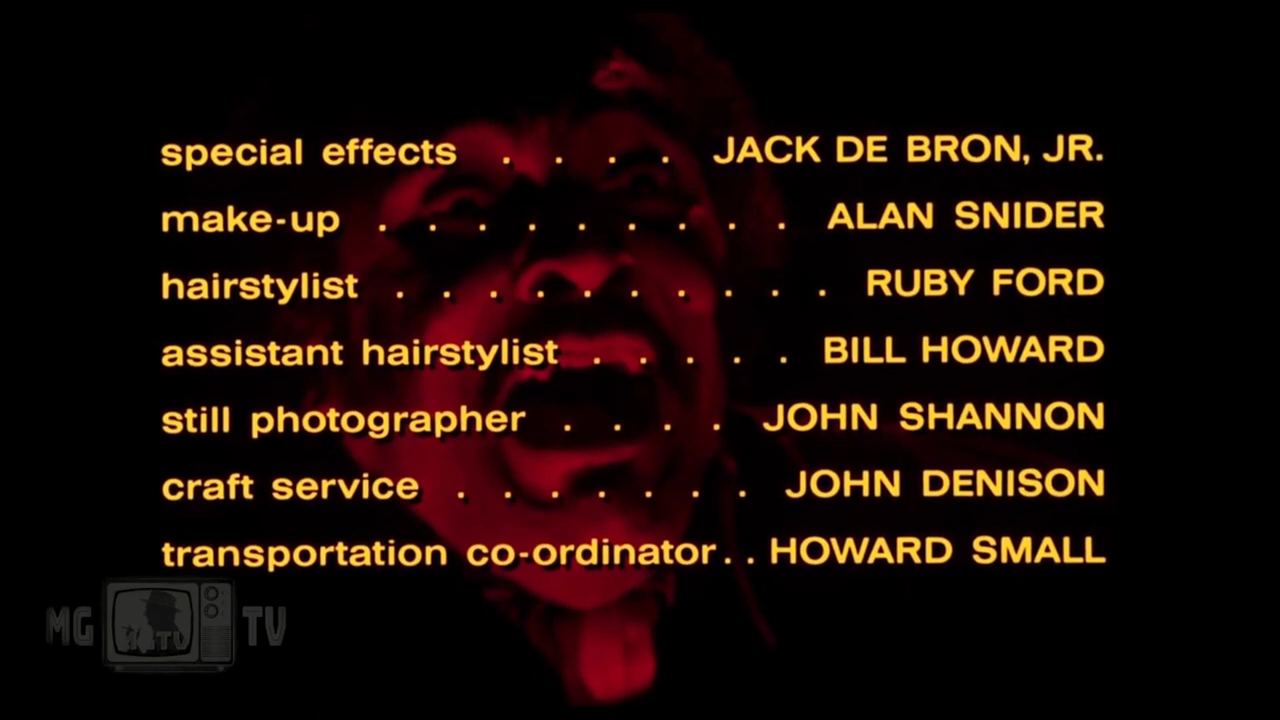 special effects . . . . JACK DE BRON, JR.
make-up . . . . . . . . . ALAN SNIDER
hairstylist . . . . . . . . . . RUBY FORD
assistant hairstylist . . . . . BILL HOWARD
still photographer . . . . JOHN SHANNON
craft service . . . . . . . JOHN DENISON
transportation co-ordinator . . HOWARD SMALL
MG TV
MGTV